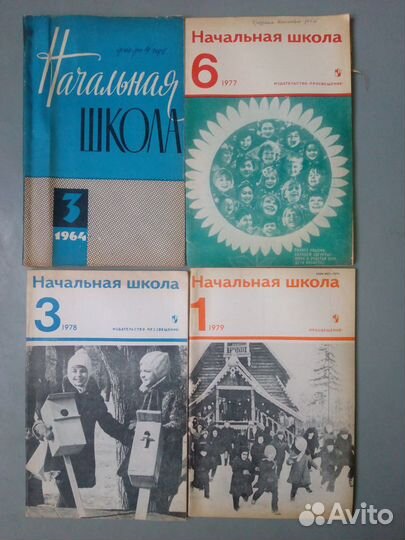 Начальная
ШКОЛА
3
1964
Начальная школа
6 1977
ИЗДАТЕЛЬСТВО ПРОСВЕЩЕНИЕ
Начальная школа
3 1978
ИЗДАТЕЛЬСТВО ПРОСВЕЩЕНИЕ
Начальная школа
1 1979
ПРОСВЕЩЕНИЕ
Avito